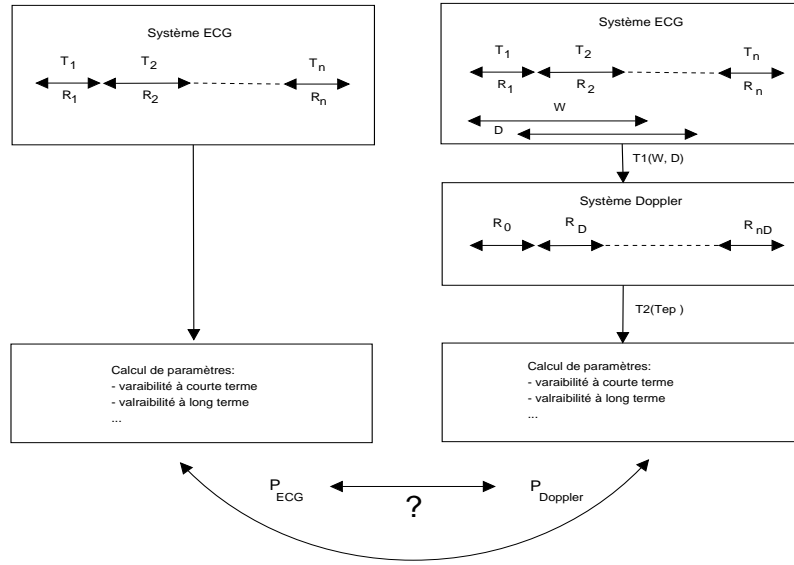 Système ECG
T1 T2 Tn
R1 R2 Rn
Calcul de paramètres:
- varaibilité à courte terme
- valraibilité à long terme
...
Système ECG
T1 T2 Tn
R1 R2 Rn
W
D
T1(W, D)
Système Doppler
R0 RD RnD
T2(Tep )
Calcul de paramètres:
- varaibilité à courte terme
- valraibilité à long terme
...
PECG PDoppler
?